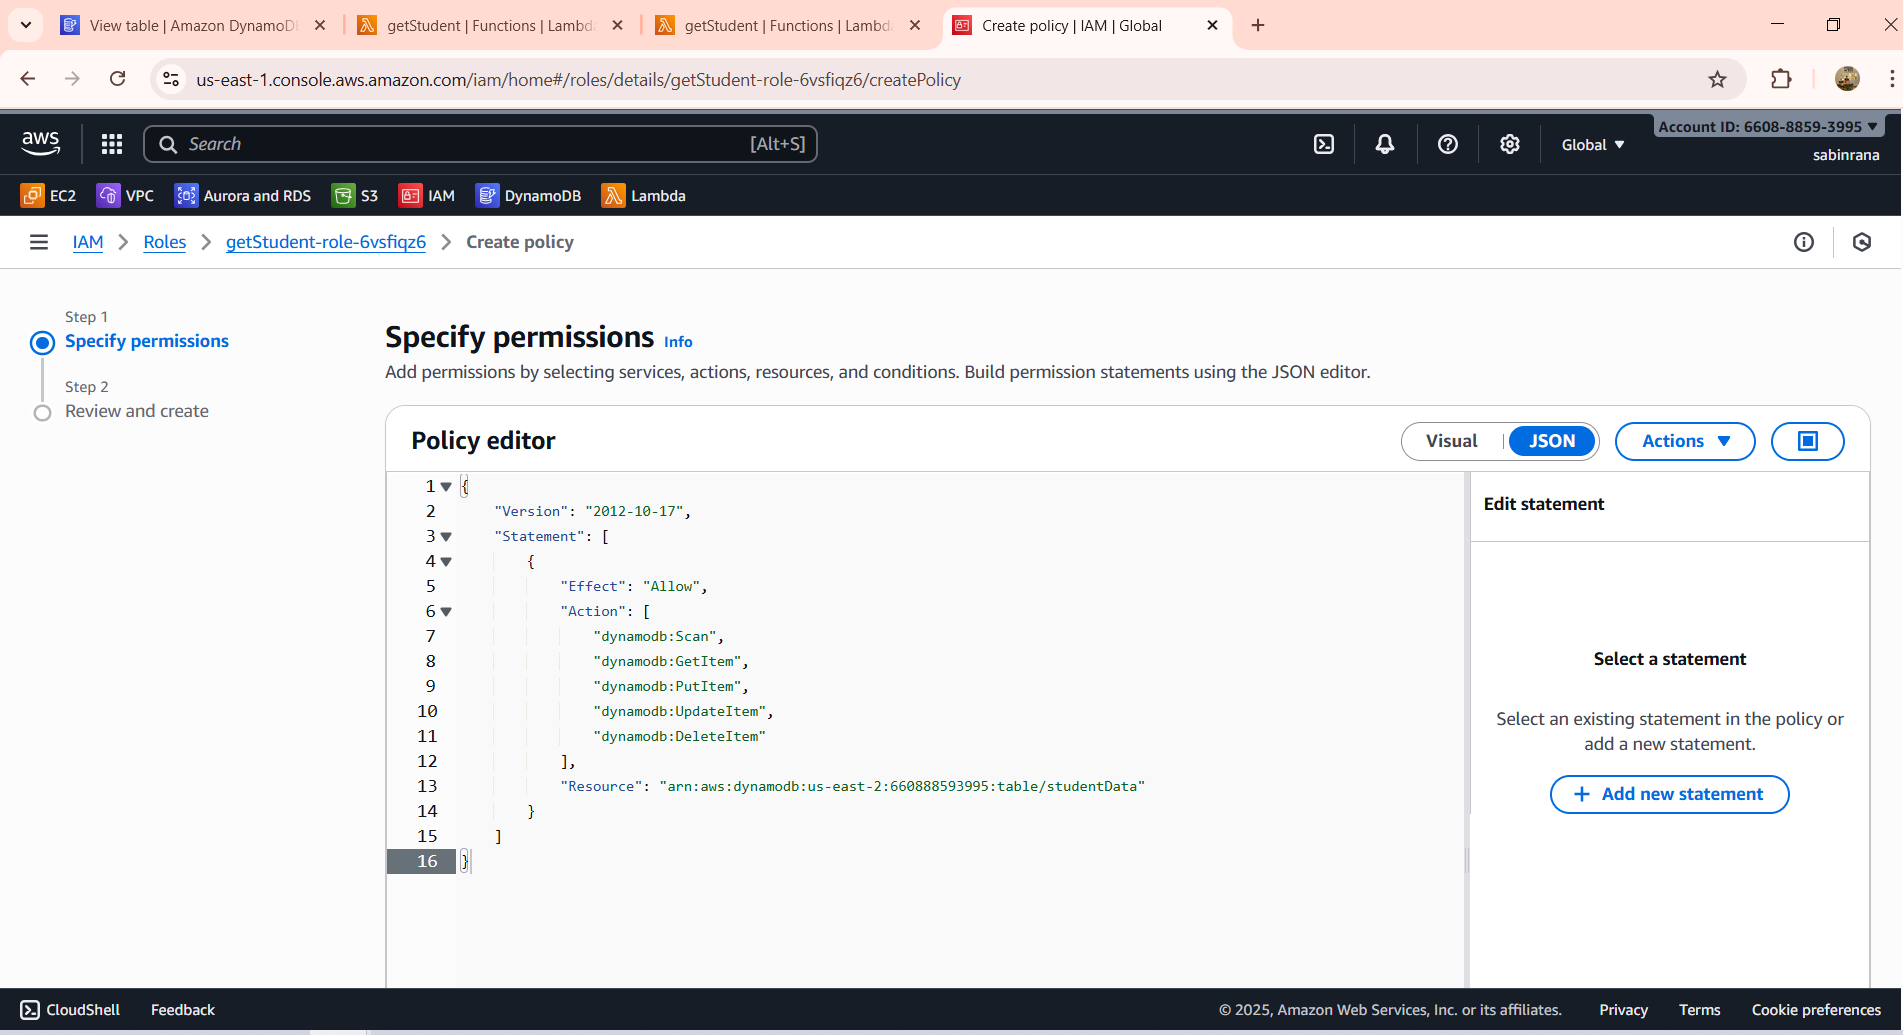 View table | Amazon DynamoDB
getStudent | Functions | Lambda
getStudent | Functions | Lambda
Create policy | IAM | Global
us-east-1.console.aws.amazon.com/iam/home#/roles/details/getStudent-role-6vsfiqz6/createPolicy
aws
Search
[Alt+S]
Global
Account ID: 6608-8859-3995
sabinrana
EC2
VPC
Aurora and RDS
S3
IAM
DynamoDB
Lambda
IAM
Roles
getStudent-role-6vsfiqz6
Create policy
Step 1
Specify permissions
Step 2
Review and create
Specify permissions Info
Add permissions by selecting services, actions, resources, and conditions. Build permission statements using the JSON editor.
Policy editor
Visual
JSON
Actions
1 {
2 "Version": "2012-10-17",
3 "Statement": [
4 {
5 "Effect": "Allow",
6 "Action": [
7 "dynamodb:Scan",
8 "dynamodb:GetItem",
9 "dynamodb:PutItem",
10 "dynamodb:UpdateItem",
11 "dynamodb:DeleteItem"
12 ],
13 "Resource": "arn:aws:dynamodb:us-east-2:660888593995:table/studentData"
14 }
15 ]
16 }
Edit statement
Select a statement
Select an existing statement in the policy or
add a new statement.
+ Add new statement
CloudShell
Feedback
© 2025, Amazon Web Services, Inc. or its affiliates.
Privacy
Terms
Cookie preferences